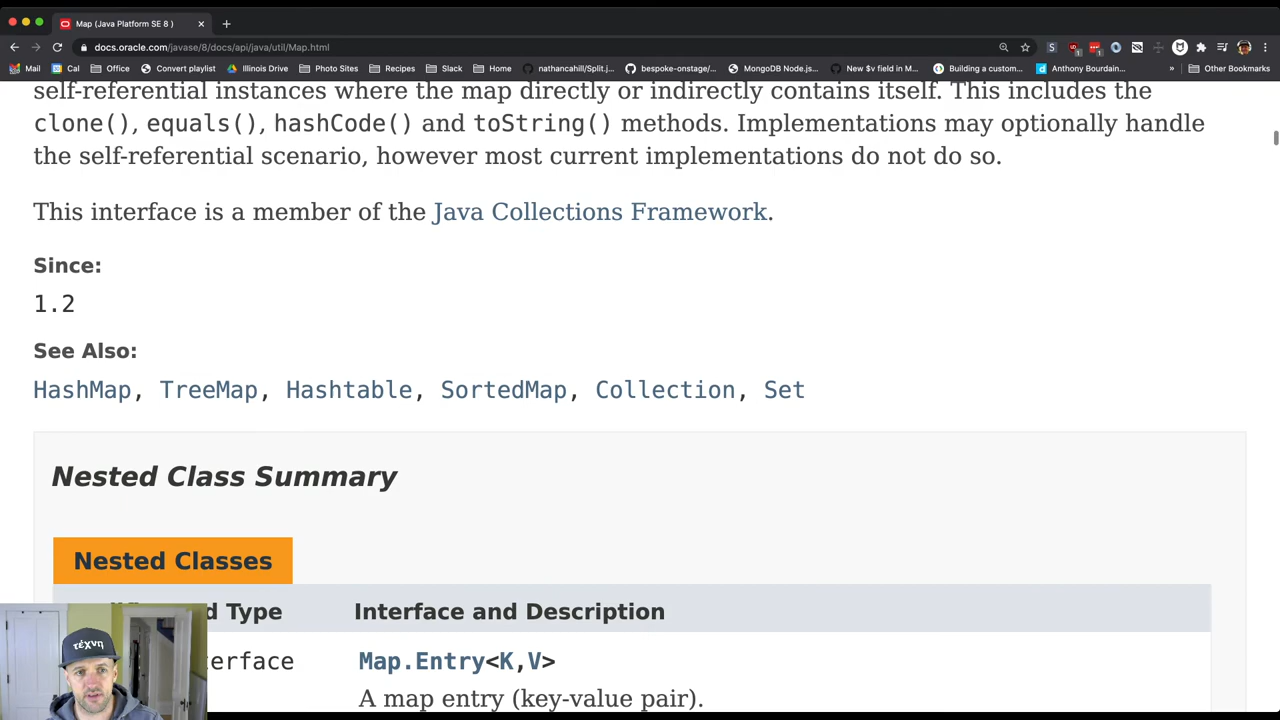 Map (Java Platform SE 8 )
docs.oracle.com/javase/8/docs/api/java/util/Map.html
Mail Cal Office Convert playlist Illinois Drive Photo Sites Recipes Slack Home nathancahill/Split.j... bespoke-onstage/... MongoDB Node.js... New $v field in M... Building a custom... Anthony Bourdain... » Other Bookmarks
self-referential instances where the map directly or indirectly contains itself. This includes the
clone(), equals(), hashCode() and toString() methods. Implementations may optionally handle
the self-referential scenario, however most current implementations do not do so.
This interface is a member of the Java Collections Framework.
Since:
1.2
See Also:
HashMap, TreeMap, Hashtable, SortedMap, Collection, Set
Nested Class Summary
Nested Classes
Type Interface and Description
erface Map.Entry<K,V>
A map entry (key-value pair).
τέχνη